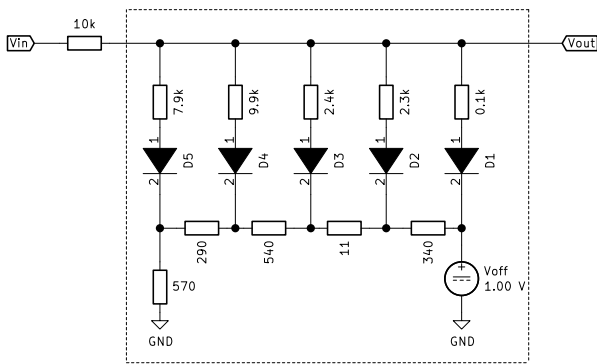 10k
Vin
Vout
7.9k
9.9k
2.4k
2.3k
0.1k
1
1
1
1
1
D5
D4
D3
D2
D1
2
2
2
2
2
290
540
11
340
570
+
Voff
1.00 V
GND
GND